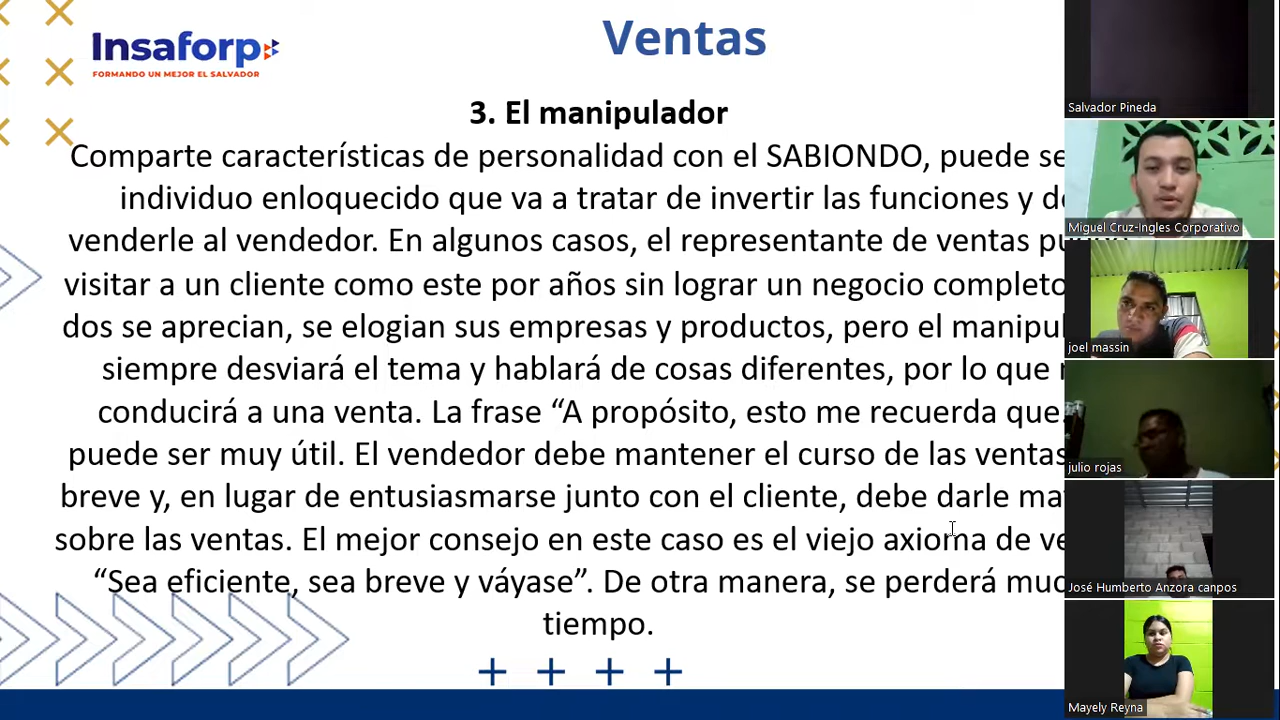 Insaforp
FORMANDO UN MEJOR EL SALVADOR
Ventas
3. El manipulador
Comparte características de personalidad con el SABIONDO, puede
individuo enloquecido que va a tratar de invertir las funciones y
venderle al vendedor. En algunos casos, el representante de ventas
visitar a un cliente como este por años sin lograr un negocio completo
dos se aprecian, se elogian sus empresas y productos, pero el
siempre desviará el tema y hablará de cosas diferentes, por lo que
conducirá a una venta. La frase “A propósito, esto me recuerda que
puede ser muy útil. El vendedor debe mantener el curso de las ventas
breve y, en lugar de entusiasmarse junto con el cliente, debe darle
sobre las ventas. El mejor consejo en este caso es el viejo axioma de
“Sea eficiente, sea breve y váyase”. De otra manera, se perderá
tiempo.
Salvador Pineda
Miguel Cruz-Ingles Corporativo
joel massin
julio rojas
José Humberto Anzora canpos
Mayely Reyna